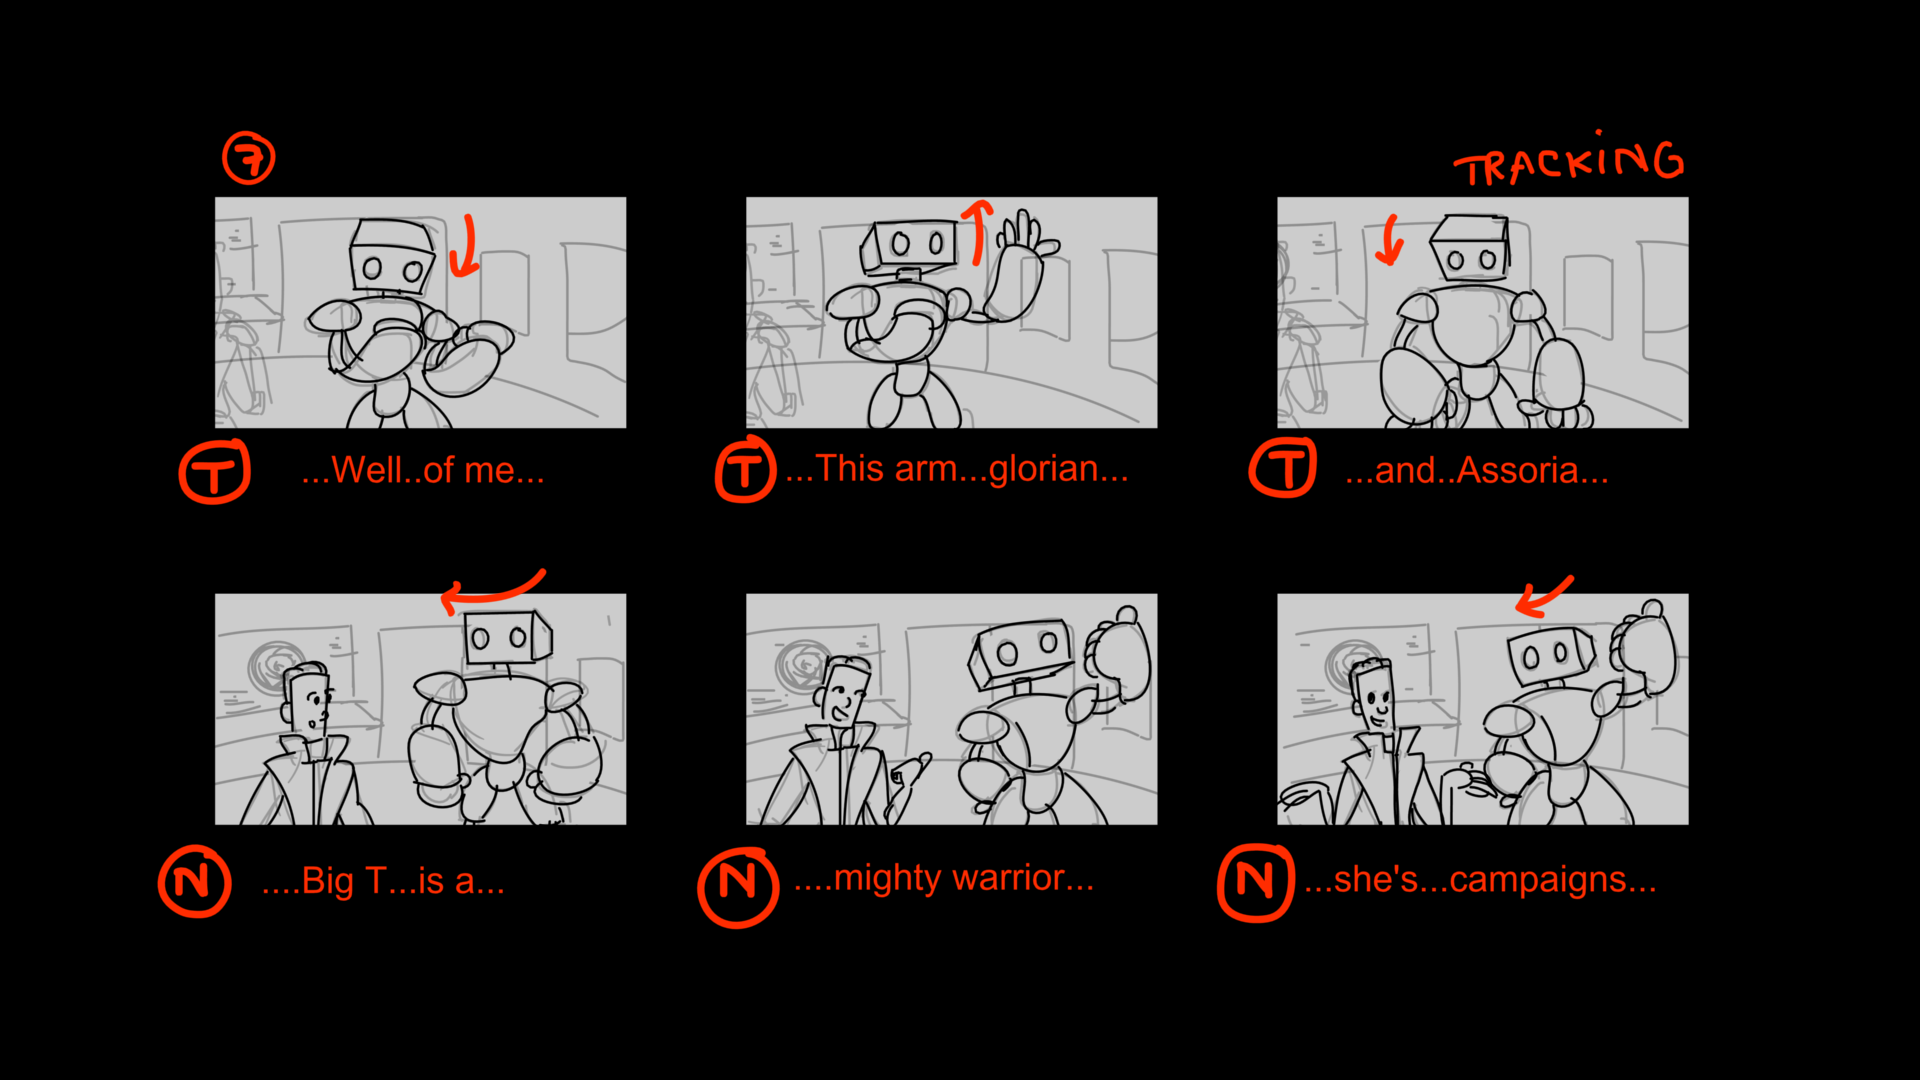 7
TRACKING
T ...Well..of me...
T ...This arm...glorian...
T ...and..Assoria...
N ....Big T...is a...
N ....mighty warrior...
N ...she's...campaigns...